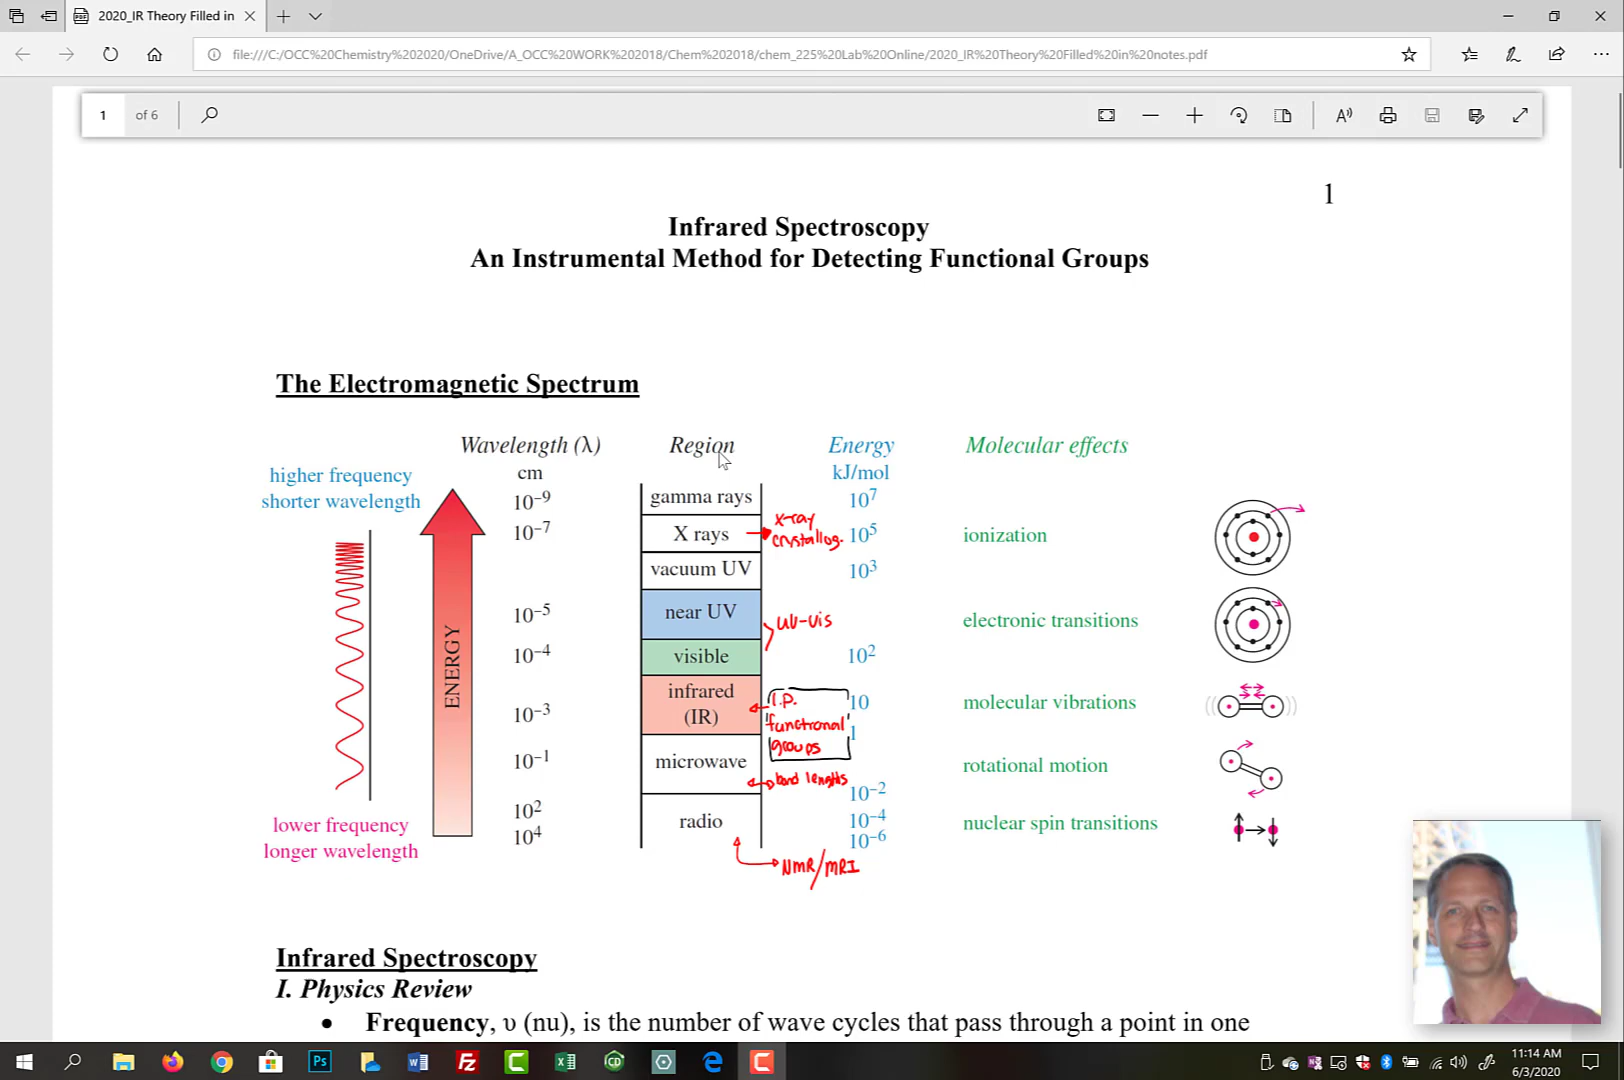 2020_IR Theory Filled in
file:///C:/OCC%20Chemistry%202020/OneDrive/A_OCC%20WORK%202018/Chem%202018/chem_225%20Lab%20Online/2020_IR%20Theory%20Filled%20in%20notes.pdf
1 of 6
1
Infrared Spectroscopy
An Instrumental Method for Detecting Functional Groups
The Electromagnetic Spectrum
Wavelength (λ) Region Energy Molecular effects
cm kJ/mol
higher frequency
shorter wavelength
10⁻⁹ gamma rays 10⁷
10⁻⁷ X rays x-ray crystallog. 10⁵ ionization
vacuum UV 10³
10⁻⁵ near UV uv-vis electronic transitions
10⁻⁴ visible 10²
ENERGY
infrared I.P. 10 molecular vibrations
10⁻³ (IR) functional 1
groups
10⁻¹ microwave rotational motion
bond lengths 10⁻²
10² radio 10⁻⁴ nuclear spin transitions
10⁴ 10⁻⁶
lower frequency
longer wavelength
NMR/MRI
Infrared Spectroscopy
I. Physics Review
• Frequency, υ (nu), is the number of wave cycles that pass through a point in one
11:14 AM
6/3/2020